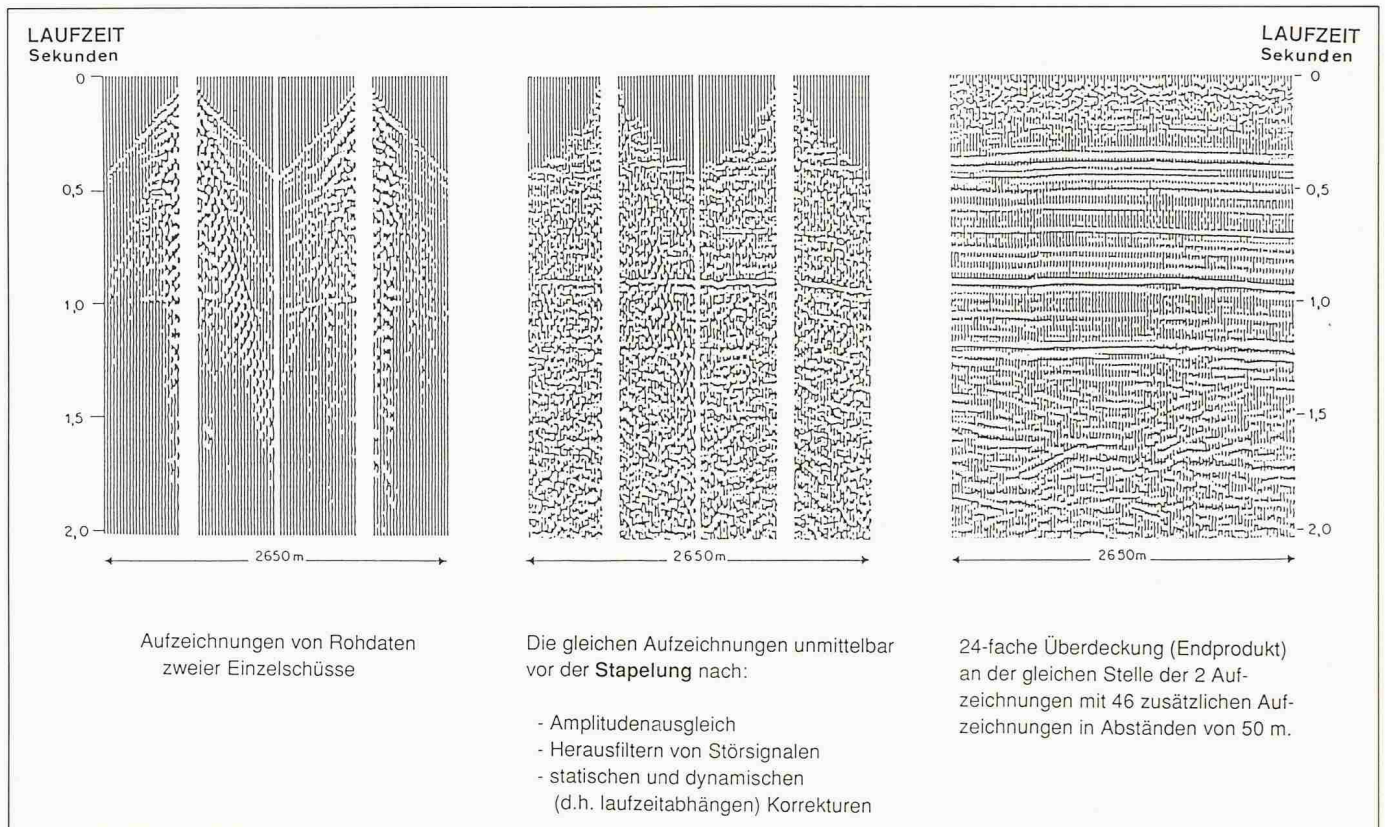 LAUFZEIT
Sekunden
LAUFZEIT
Sekunden
0
0,5
1,0
1,5
2,0
0
0,5
1,0
1,5
2,0
2650m
2650m
2650m
Aufzeichnungen von Rohdaten
zweier Einzelschüsse
Die gleichen Aufzeichnungen unmittelbar
vor der Stapelung nach:
- Amplitudenausgleich
- Herausfiltern von Störsignalen
- statischen und dynamischen
(d.h. laufzeitabhängen) Korrekturen
24-fache Überdeckung (Endprodukt)
an der gleichen Stelle der 2 Auf-
zeichnungen mit 46 zusätzlichen Auf-
zeichnungen in Abständen von 50 m.